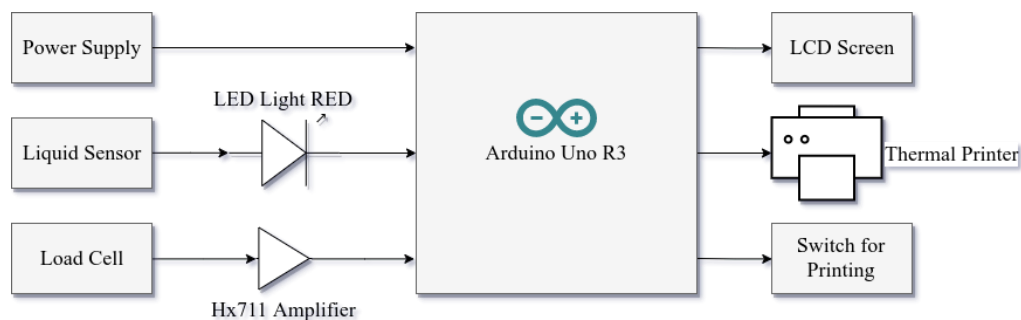 Power Supply
LCD Screen
LED Light RED
Liquid Sensor
Arduino Uno R3
Thermal Printer
Load Cell
Switch for
Printing
Hx711 Amplifier